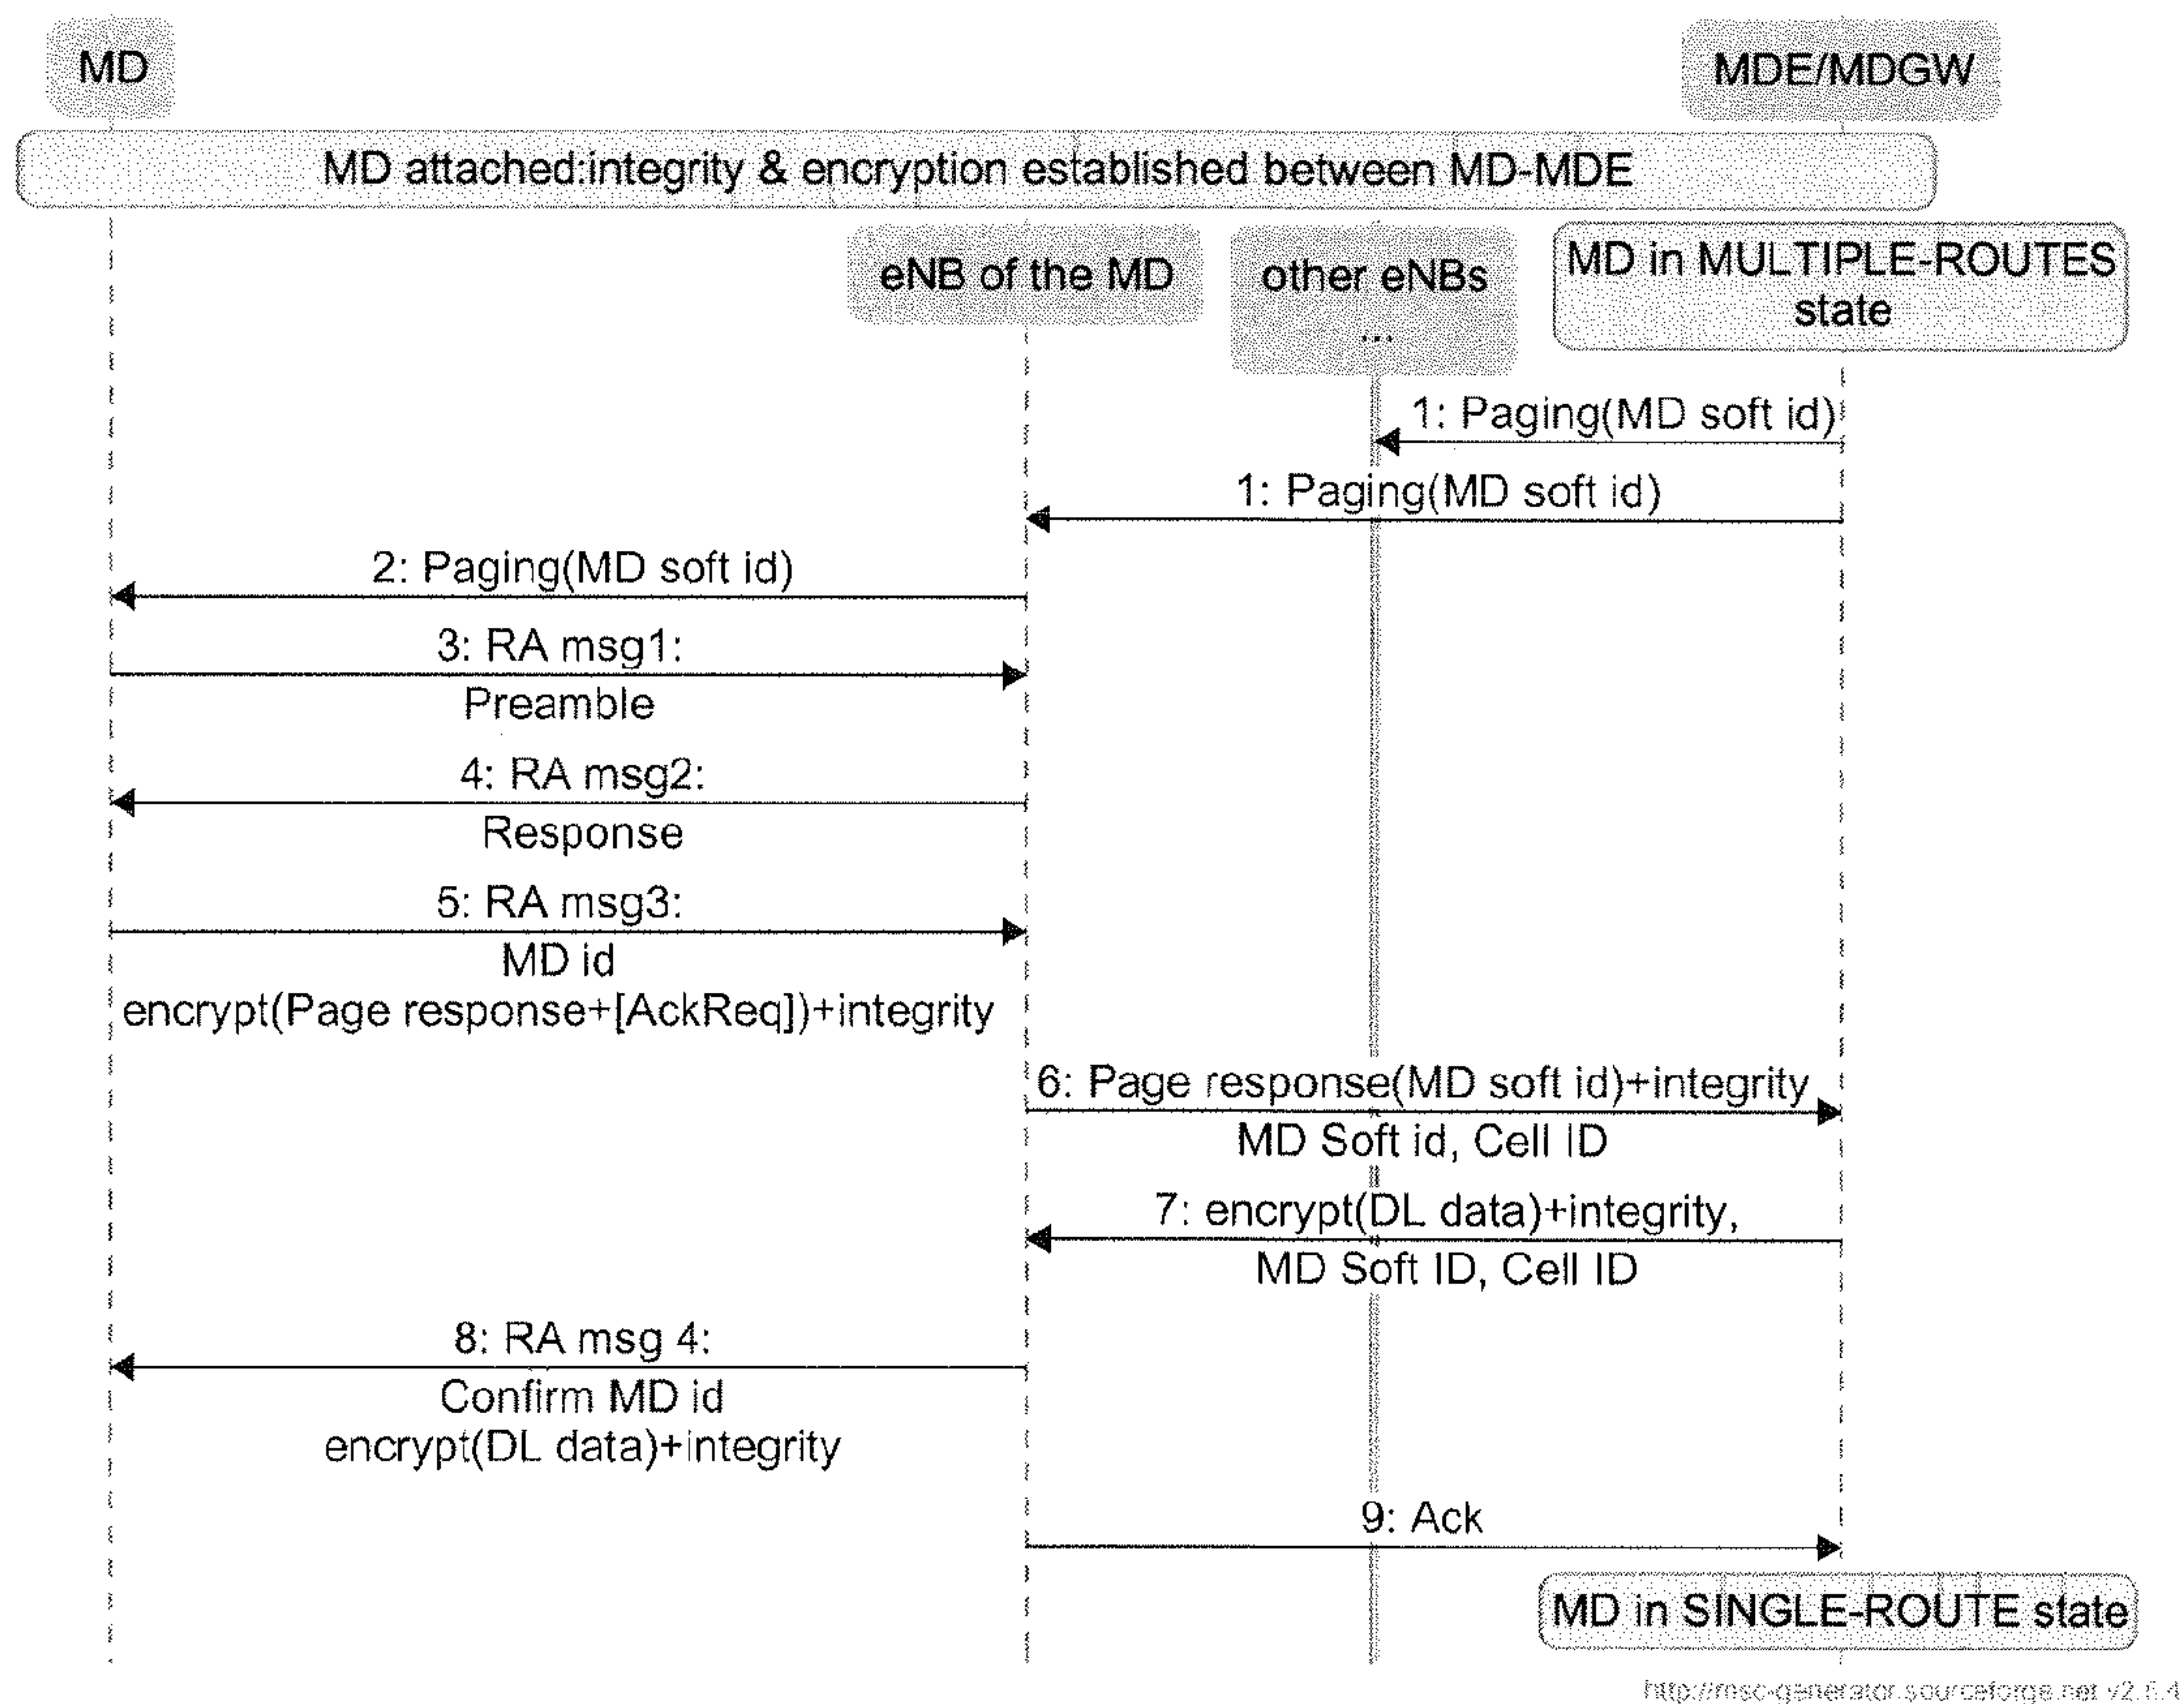 MD
MDE/MDGW
MD attached:integrity & encryption established between MD-MDE
eNB of the MD
other eNBs
...
MD in MULTIPLE-ROUTES
state
1: Paging(MD soft id)
1: Paging(MD soft id)
2: Paging(MD soft id)
3: RA msg1:
Preamble
4: RA msg2:
Response
5: RA msg3:
MD id
encrypt(Page response+[AckReq])+integrity
6: Page response(MD soft id)+integrity
MD Soft id, Cell ID
7: encrypt(DL data)+integrity,
MD Soft ID, Cell ID
8: RA msg 4:
Confirm MD id
encrypt(DL data)+integrity
9: Ack
MD in SINGLE-ROUTE state
http://msc-generator.sourceforge.net